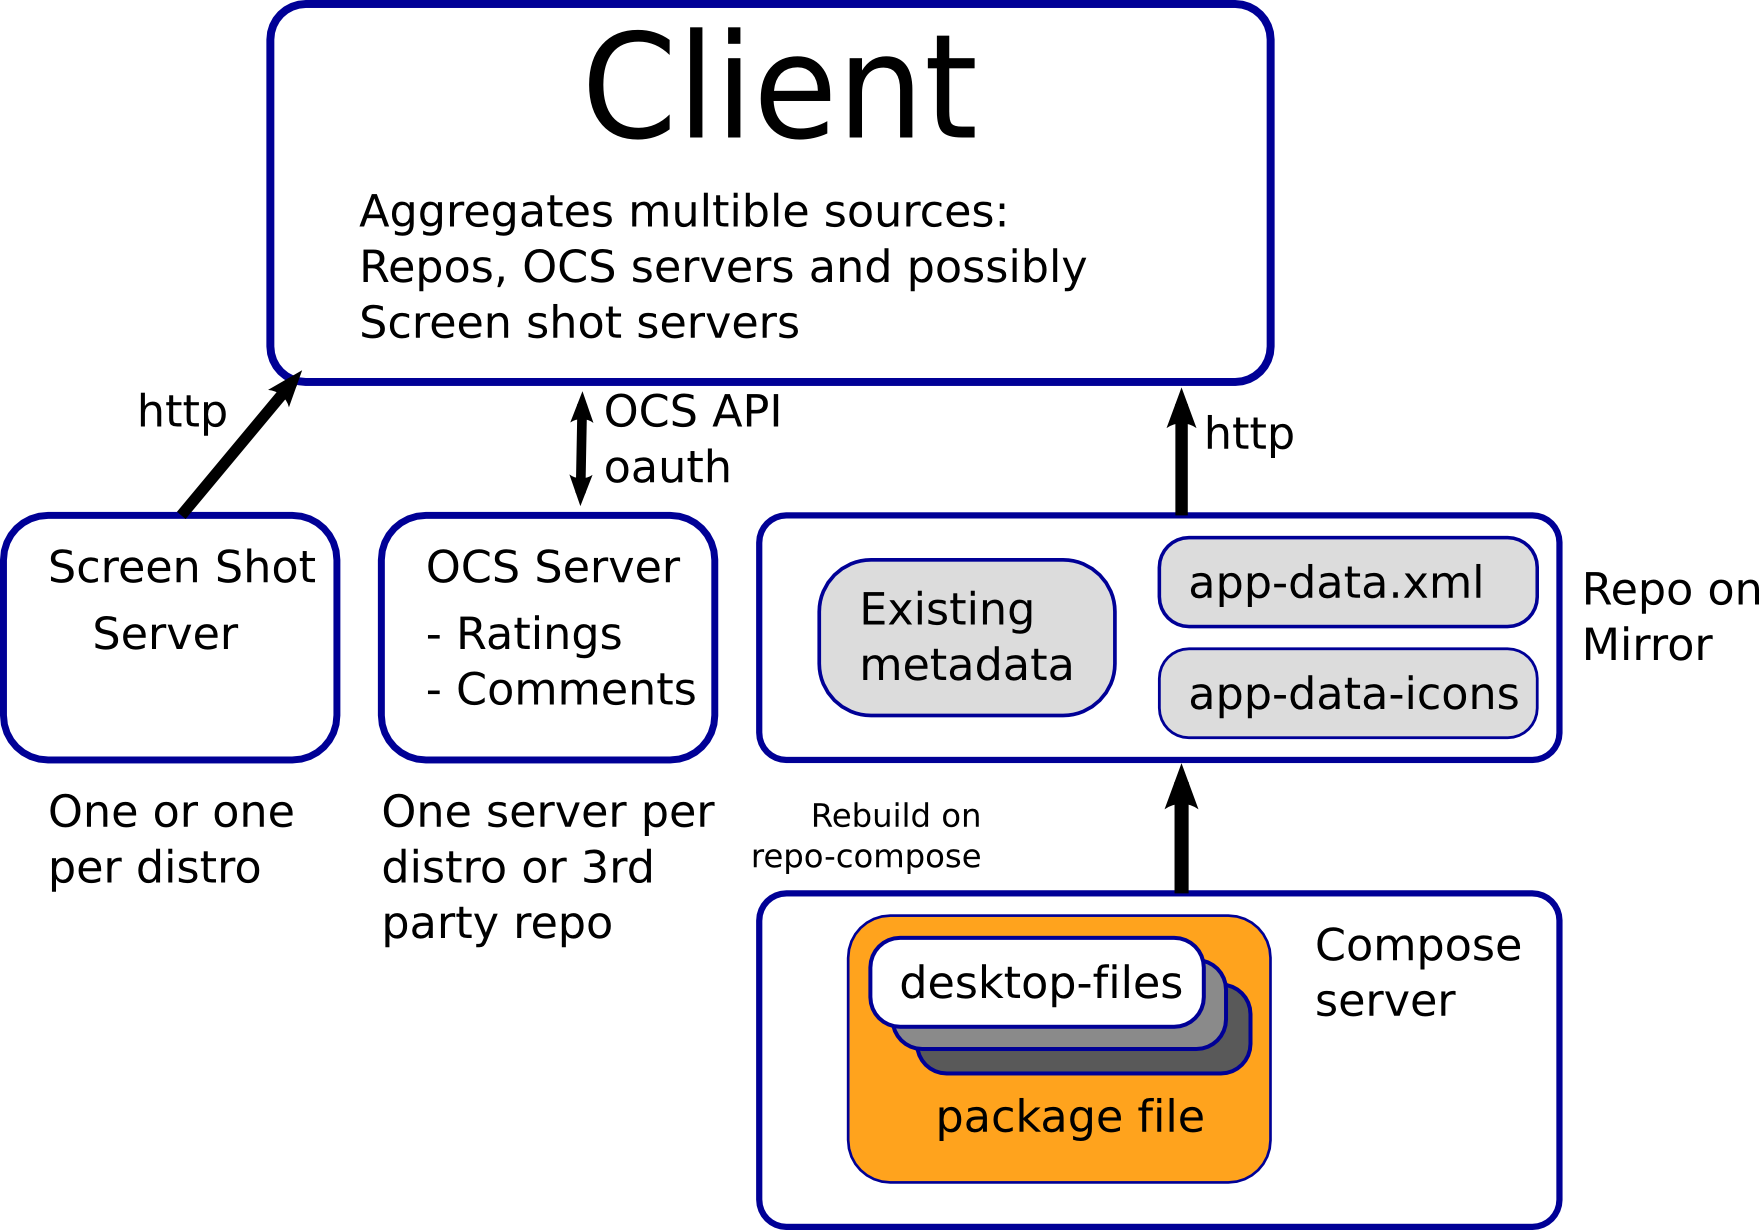 Client
Aggregates multible sources:
Repos, OCS servers and possibly
Screen shot servers
http
OCS API
oauth
http
Screen Shot
Server
OCS Server
- Ratings
- Comments
Existing
metadata
app-data.xml
app-data-icons
Repo on
Mirror
One or one
per distro
One server per
distro or 3rd
party repo
Rebuild on
repo-compose
desktop-files
package file
Compose
server